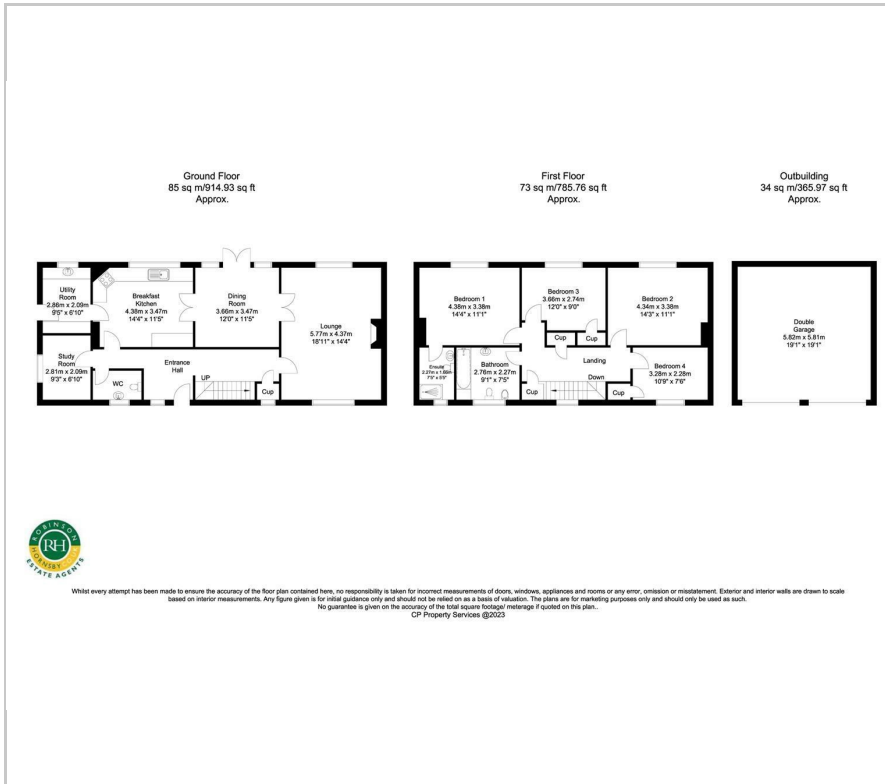 Ground Floor
85 sq m/914.93 sq ft
Approx.
First Floor
73 sq m/785.76 sq ft
Approx.
Outbuilding
34 sq m/365.97 sq ft
Approx.
Utility
Room
2.86m x 2.09m
9'5" x 6'10"
Breakfast
Kitchen
4.38m x 3.47m
14'4" x 11'5"
Dining
Room
3.66m x 3.47m
12'0" x 11'5"
Lounge
5.77m x 4.37m
18'11" x 14'4"
Study
Room
2.81m x 2.09m
9'3" x 6'10"
WC
Entrance
Hall
UP
Cup
Bedroom 1
4.38m x 3.38m
14'4" x 11'1"
Bedroom 3
3.66m x 2.74m
12'0" x 9'0"
Bedroom 2
4.34m x 3.38m
14'3" x 11'1"
Cup
Cup
Ensuite
Bathroom
2.76m x 2.27m
9'1" x 7'5"
Landing
Down
Cup
Cup
Bedroom 4
3.28m x 2.28m
10'9" x 7'6"
Double
Garage
5.82m x 5.81m
19'1" x 19'1"
ROBINSON
HORNSBY
RH
ESTATE AGENTS
Whilst every attempt has been made to ensure the accuracy of the floor plan contained here, no responsibility is taken for incorrect measurements of doors, windows, appliances and rooms or any error, omission or misstatement. Exterior and interior walls are drawn to scale
based on interior measurements. Any figure given is for initial guidance only and should not be relied on as a basis of valuation. The plans are for marketing purposes only and should only be used as such.
No guarantee is given on the accuracy of the total square footage/ meterage if quoted on this plan..
CP Property Services @2023